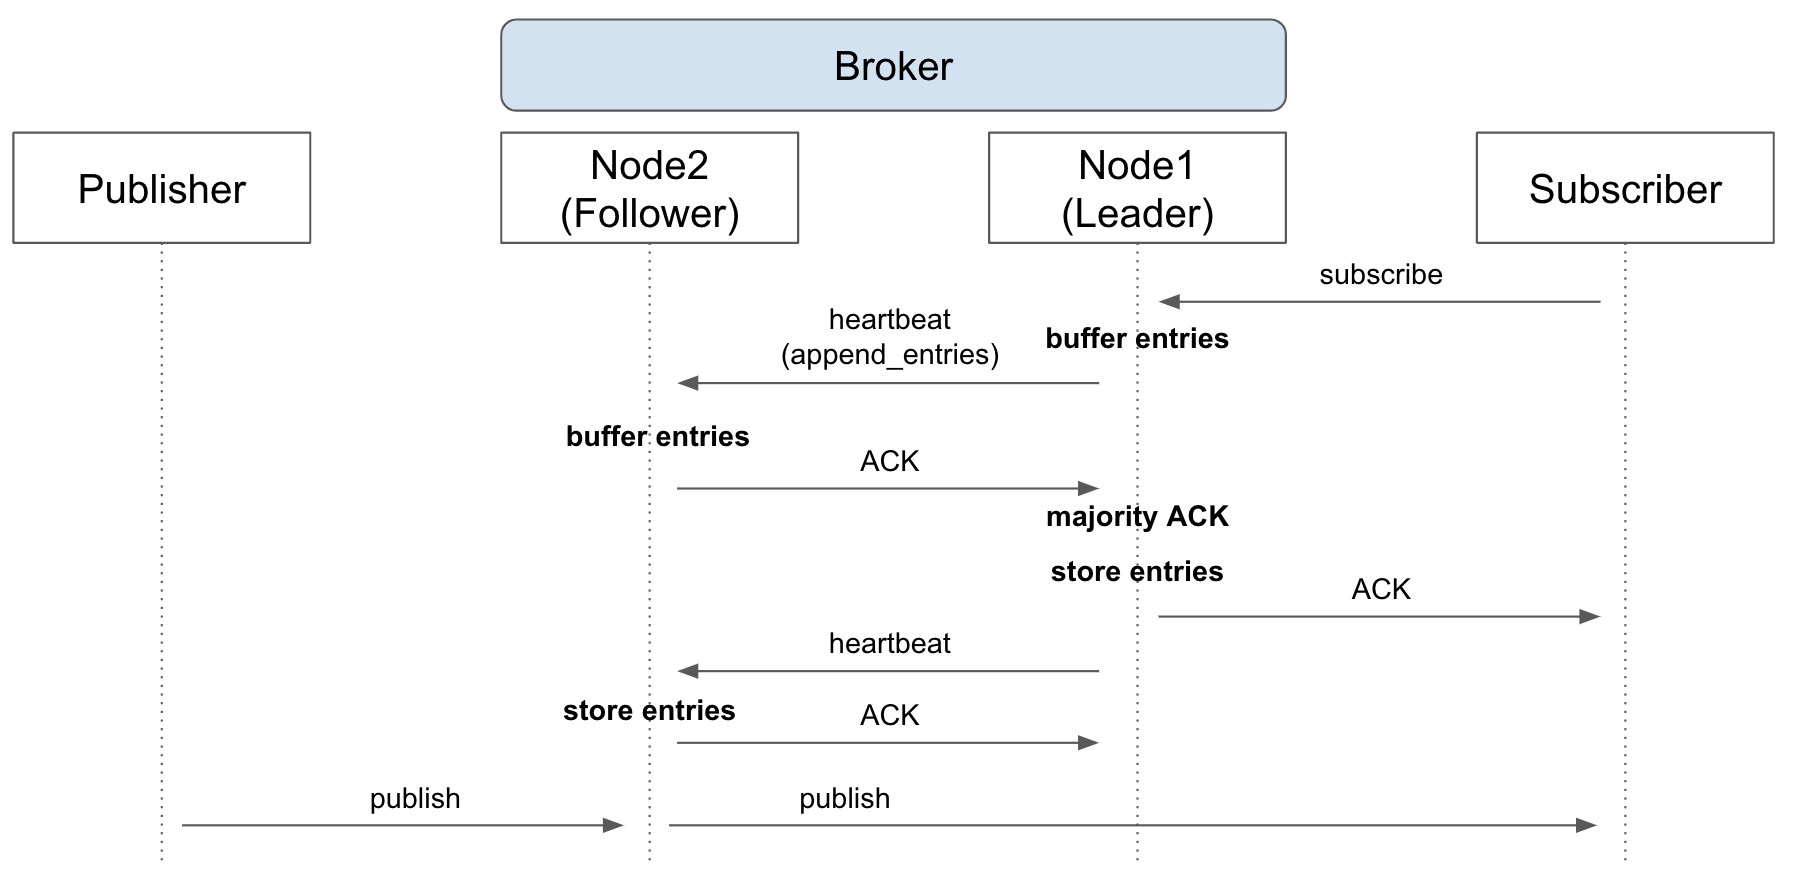 Broker
Publisher
Node2
(Follower)
Node1
(Leader)
Subscriber
subscribe
heartbeat
(append_entries)
buffer entries
buffer entries
ACK
majority ACK
store entries
ACK
heartbeat
store entries
ACK
publish
publish